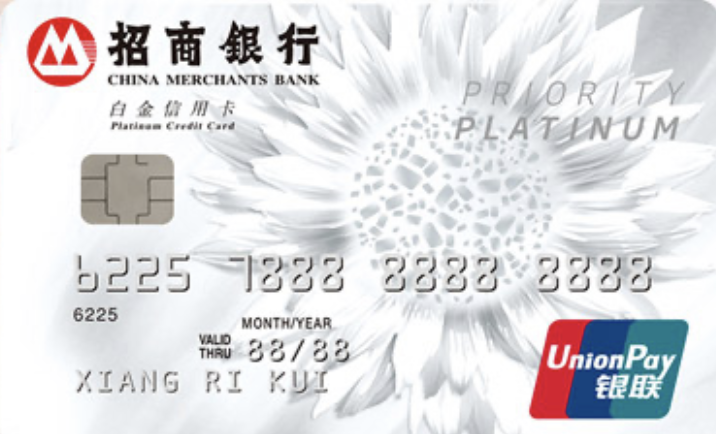 招商銀行
CHINA MERCHANTS BANK
白金信用卡
Platinum Credit Card
PRIORITY
PLATINUM
6225 7888 8888 8888
6225
MONTH/YEAR
VALID
THRU 88/88
XIANG RI KUI
UnionPay
银联